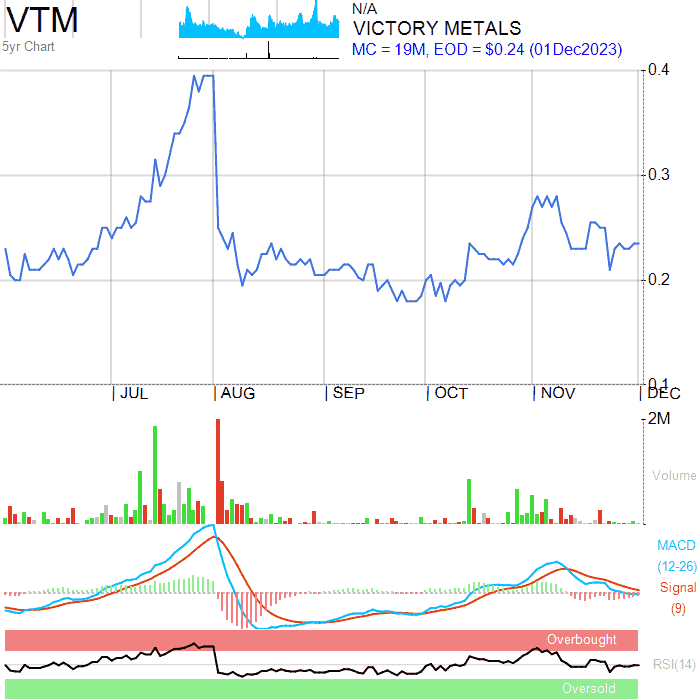 VTM
5yr Chart
N/A
VICTORY METALS
MC = 19M, EOD = $0.24 (01Dec2023)
0.4
0.3
0.2
0.1
JUL AUG SEP OCT NOV DEC
2M
Volume
MACD
(12-26)
Signal
(9)
Overbought
RSI(14)
Oversold